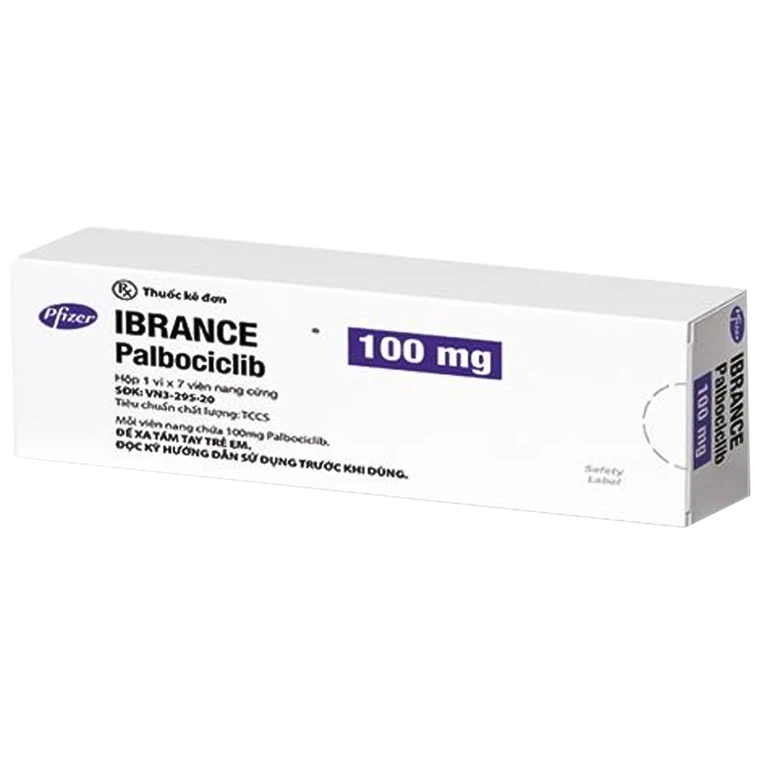 Rx Thuốc kê đơn
Pfizer
IBRANCE
Palbociclib
100 mg
Hộp 1 vỉ x 7 viên nang cứng
SĐK: VN3-295-20
Tiêu chuẩn chất lượng: TCCS
Mỗi viên nang chứa 100mg Palbociclib.
ĐỂ XA TẦM TAY TRẺ EM.
ĐỌC KỸ HƯỚNG DẪN SỬ DỤNG TRƯỚC KHI DÙNG.
Safety
Label
Pfizer
IBRANCE
Palbociclib
100 mg